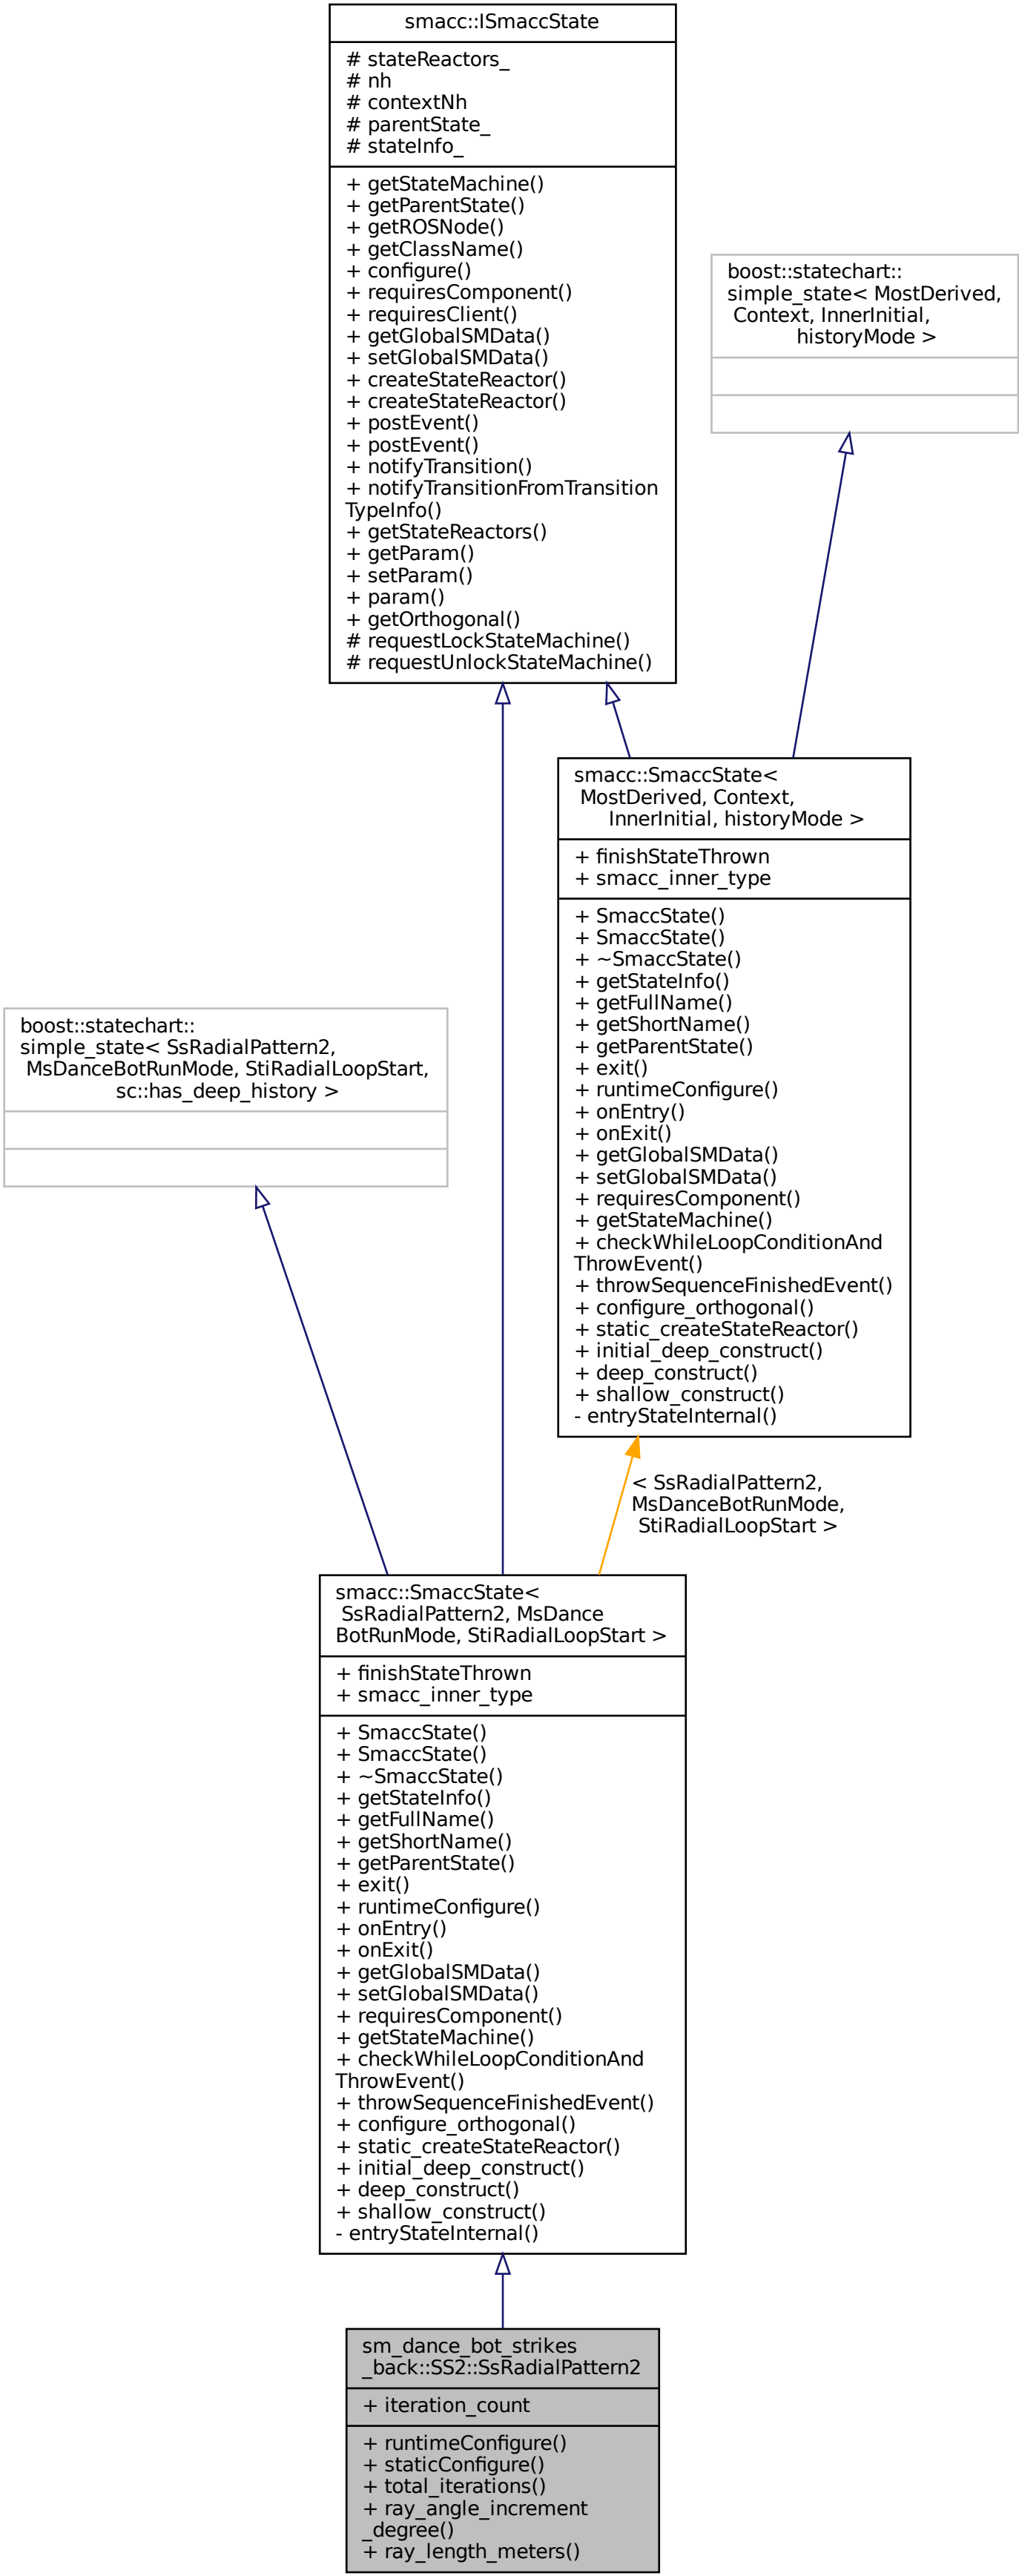 smacc::ISmaccState
# stateReactors_
# nh
# contextNh
# parentState_
# stateInfo_
+ getStateMachine()
+ getParentState()
+ getROSNode()
+ getClassName()
+ configure()
+ requiresComponent()
+ requiresClient()
+ getGlobalSMData()
+ setGlobalSMData()
+ createStateReactor()
+ createStateReactor()
+ postEvent()
+ postEvent()
+ notifyTransition()
+ notifyTransitionFromTransition
TypeInfo()
+ getStateReactors()
+ getParam()
+ setParam()
+ param()
+ getOrthogonal()
# requestLockStateMachine()
# requestUnlockStateMachine()
boost::statechart::
simple_state< MostDerived,
Context, InnerInitial,
historyMode >
smacc::SmaccState<
MostDerived, Context,
InnerInitial, historyMode >
+ finishStateThrown
+ smacc_inner_type
+ SmaccState()
+ SmaccState()
+ ~SmaccState()
+ getStateInfo()
+ getFullName()
+ getShortName()
+ getParentState()
+ exit()
+ runtimeConfigure()
+ onEntry()
+ onExit()
+ getGlobalSMData()
+ setGlobalSMData()
+ requiresComponent()
+ getStateMachine()
+ checkWhileLoopConditionAnd
ThrowEvent()
+ throwSequenceFinishedEvent()
+ configure_orthogonal()
+ static_createStateReactor()
+ initial_deep_construct()
+ deep_construct()
+ shallow_construct()
- entryStateInternal()
boost::statechart::
simple_state< SsRadialPattern2,
MsDanceBotRunMode, StiRadialLoopStart,
sc::has_deep_history >
< SsRadialPattern2,
MsDanceBotRunMode,
StiRadialLoopStart >
smacc::SmaccState<
SsRadialPattern2, MsDance
BotRunMode, StiRadialLoopStart >
+ finishStateThrown
+ smacc_inner_type
+ SmaccState()
+ SmaccState()
+ ~SmaccState()
+ getStateInfo()
+ getFullName()
+ getShortName()
+ getParentState()
+ exit()
+ runtimeConfigure()
+ onEntry()
+ onExit()
+ getGlobalSMData()
+ setGlobalSMData()
+ requiresComponent()
+ getStateMachine()
+ checkWhileLoopConditionAnd
ThrowEvent()
+ throwSequenceFinishedEvent()
+ configure_orthogonal()
+ static_createStateReactor()
+ initial_deep_construct()
+ deep_construct()
+ shallow_construct()
- entryStateInternal()
sm_dance_bot_strikes
_back::SS2::SsRadialPattern2
+ iteration_count
+ runtimeConfigure()
+ staticConfigure()
+ total_iterations()
+ ray_angle_increment
_degree()
+ ray_length_meters()